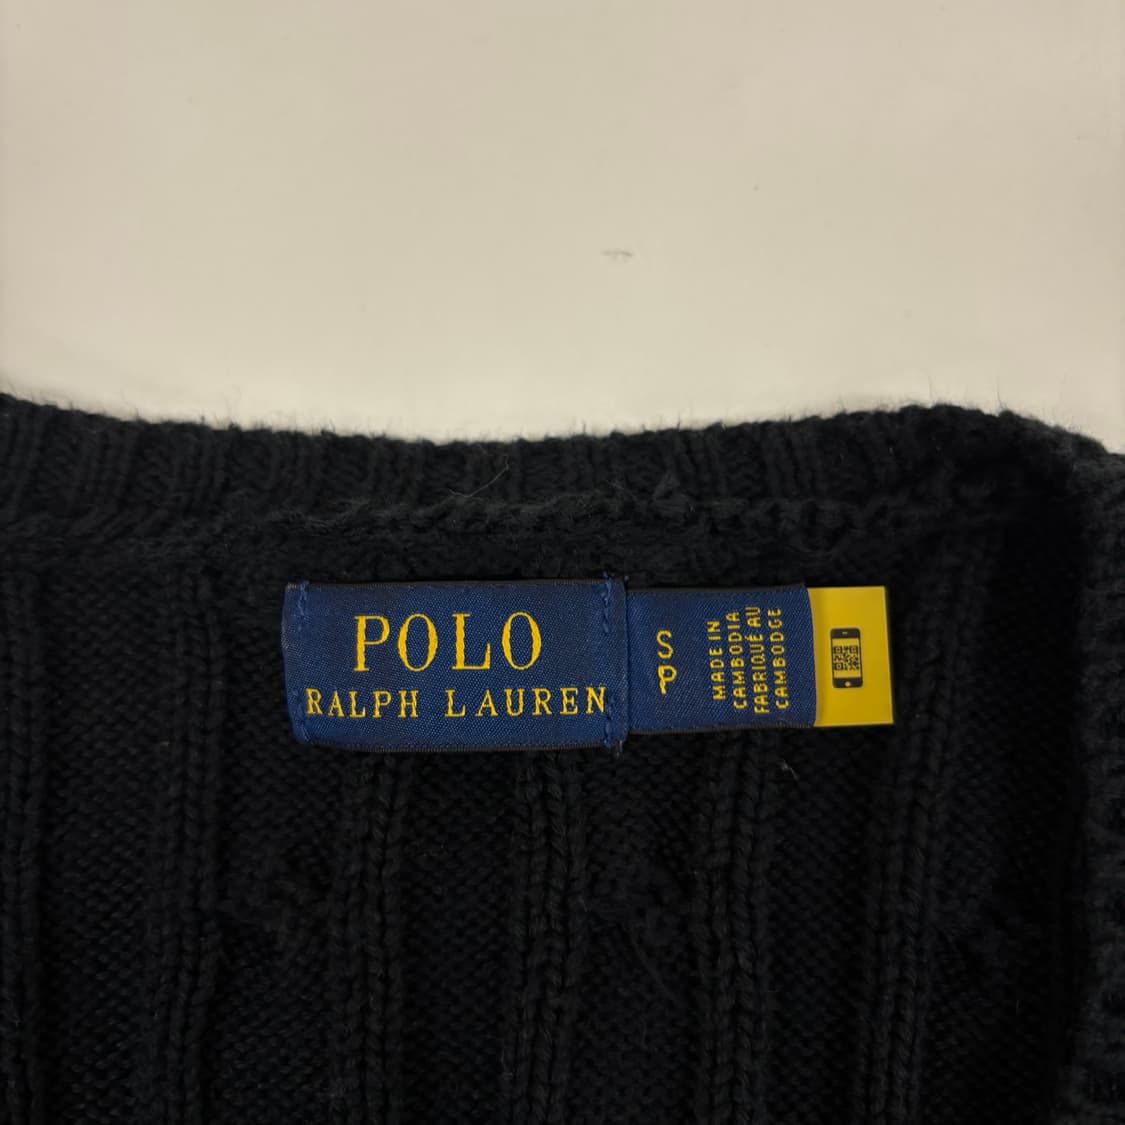 POLO
RALPH LAUREN
S
P
MADE IN
CAMBODIA
FABRIQUÉ AU
CAMBODGE